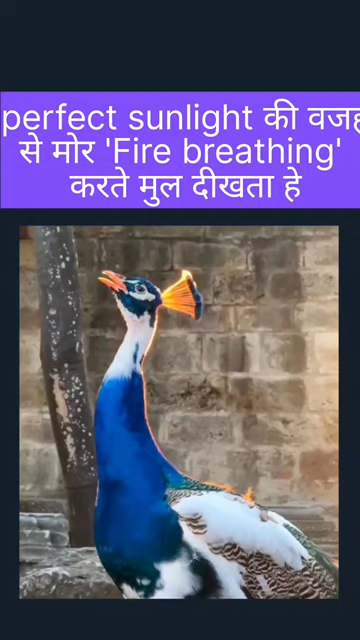 perfect sunlight की वजह
से मोर 'Fire breathing'
करते मुल दीखता हे